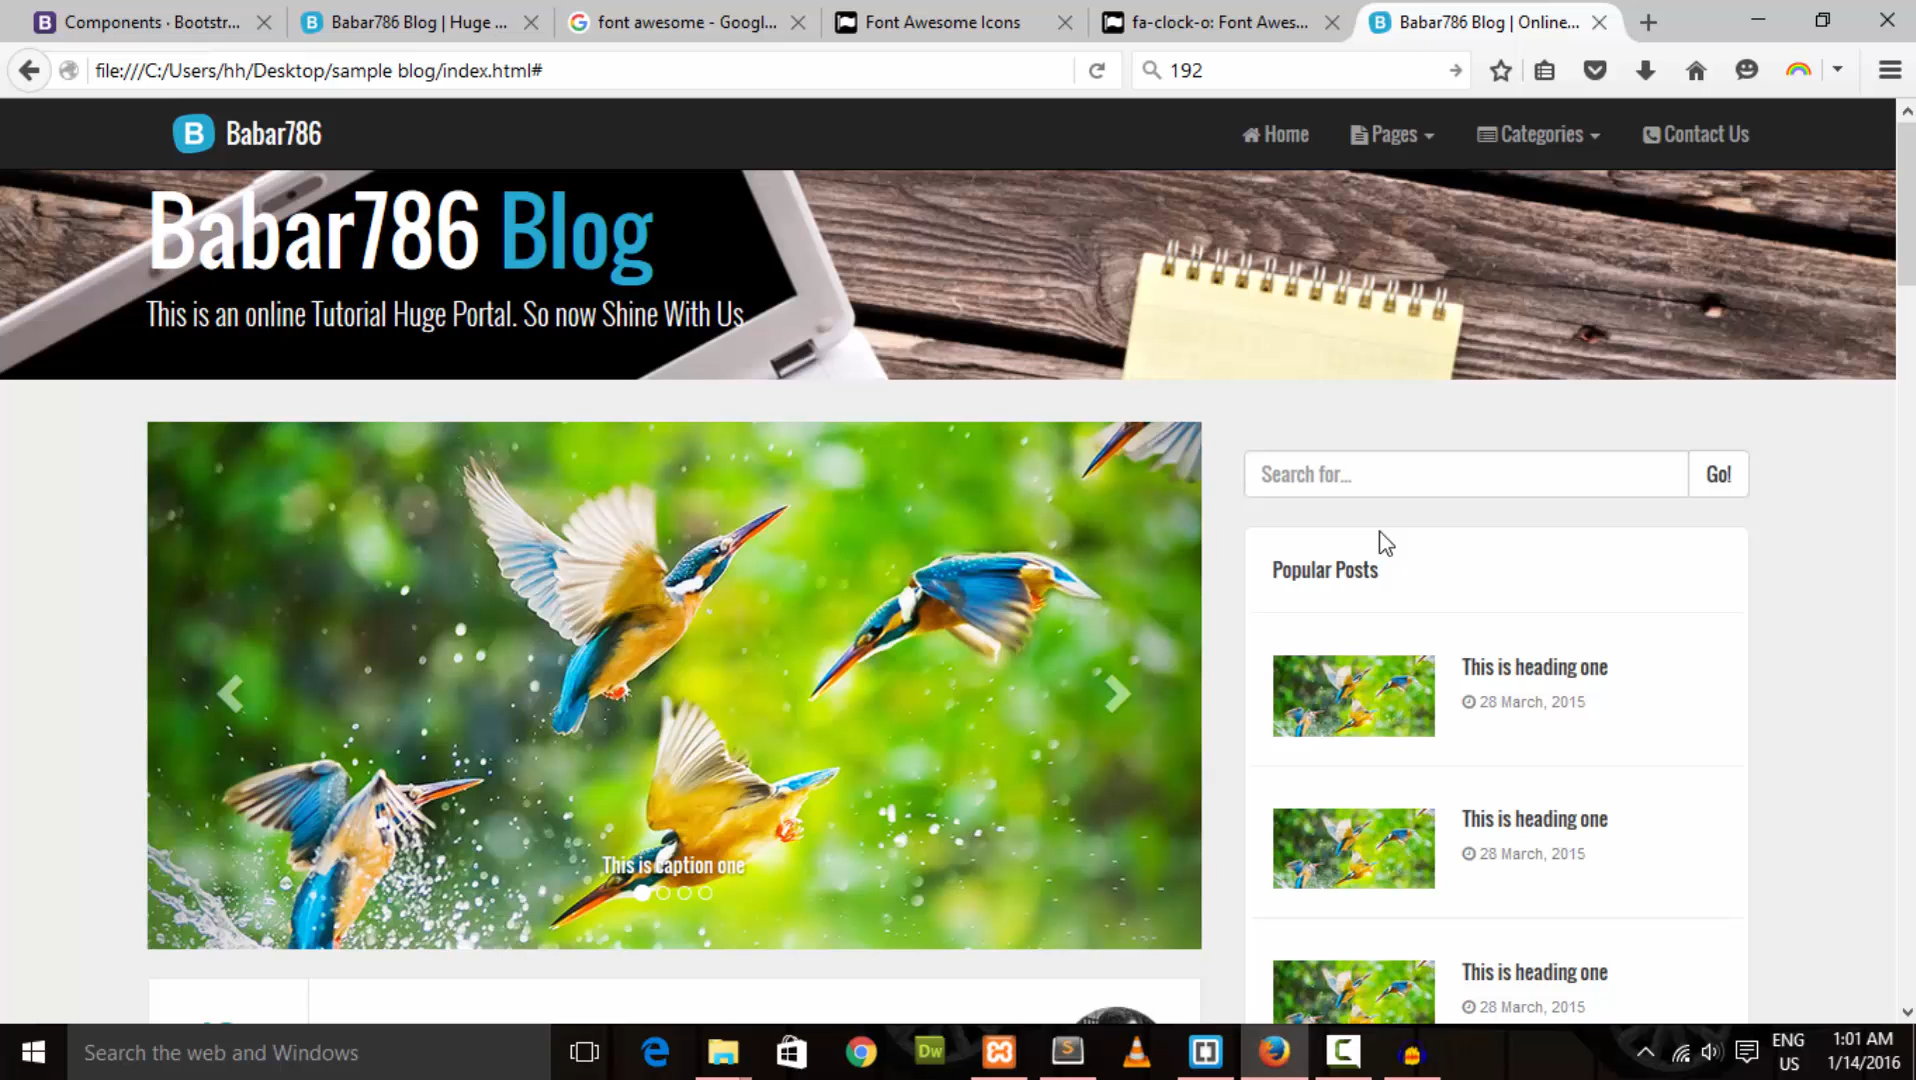 Components · Bootstr...
Babar786 Blog | Huge ...
font awesome - Googl...
Font Awesome Icons
fa-clock-o: Font Awes...
Babar786 Blog | Online...
file:///C:/Users/hh/Desktop/sample blog/index.html#
192
B Babar786
Home
Pages
Categories
Contact Us
Babar786 Blog
This is an online Tutorial Huge Portal. So now Shine With Us
Search for...
Go!
Popular Posts
This is heading one
28 March, 2015
This is heading one
28 March, 2015
This is heading one
28 March, 2015
This is caption one
Search the web and Windows
Dw
ENG
US
1:01 AM
1/14/2016